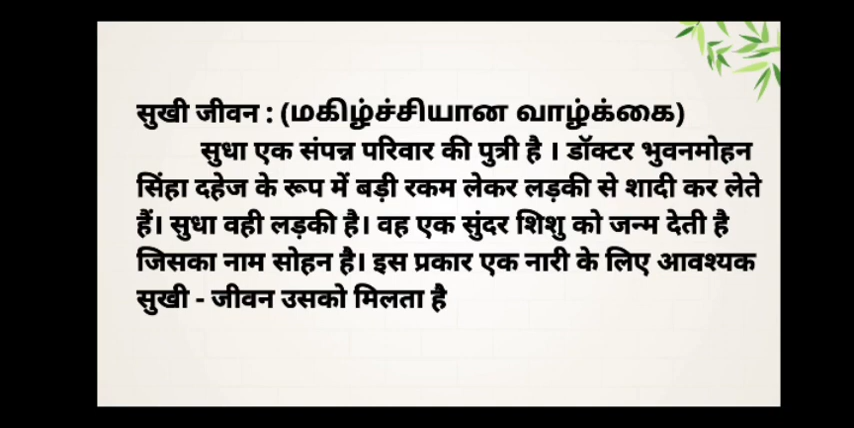 सुखी जीवन : (மகிழ்ச்சியான வாழ்க்கை)
सुधा एक संपन्न परिवार की पुत्री है । डॉक्टर भुवनमोहन
सिंहा दहेज के रूप में बड़ी रकम लेकर लड़की से शादी कर लेते
हैं। सुधा वही लड़की है। वह एक सुंदर शिशु को जन्म देती है
जिसका नाम सोहन है। इस प्रकार एक नारी के लिए आवश्यक
सुखी - जीवन उसको मिलता है